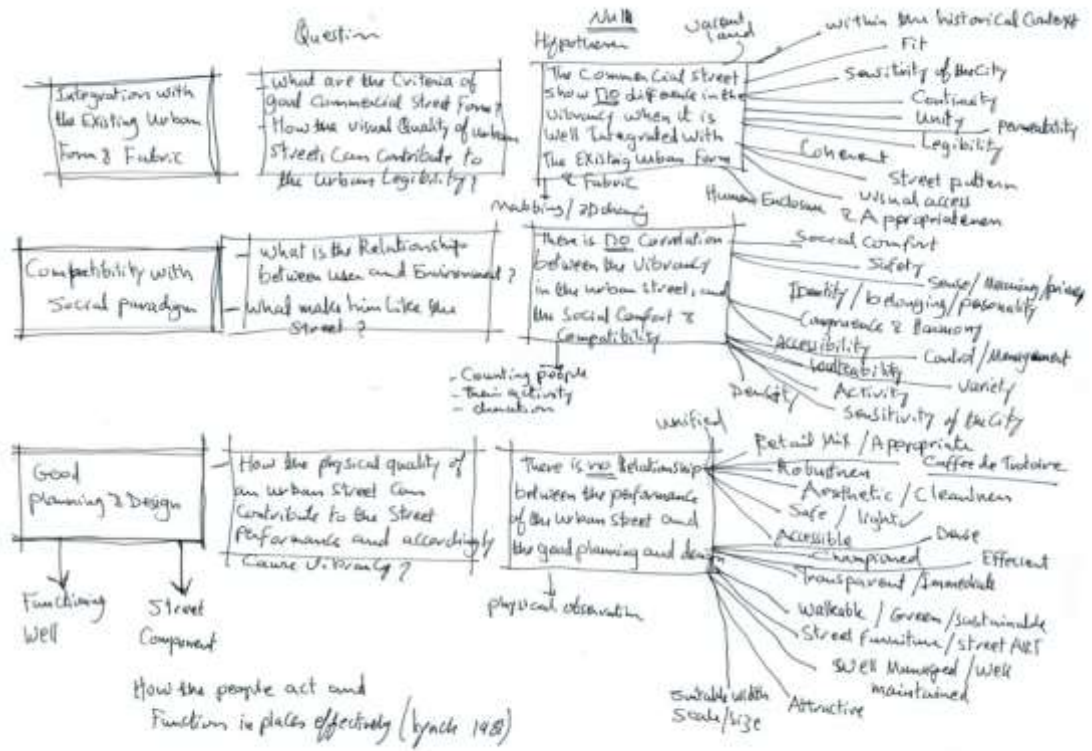 Question
Null
Hypothesis
vacant land
within the historical Context
Fit
Sensitivity of the City
Continuity
Unity
permeability
Legibility
Coherent
Street pattern
Visual access
& Appropriateness
Human Enclosure
Integration with
the Existing Urban
Form & Fabric
- What are the Criteria of
good Commercial Street Form?
- How the visual Quality of urban
Streets Can Contribute to
the urban Legibility?
The Commercial street
show NO difference in the
vibrancy when it is
well Integrated with
The Existing Urban Form
& Fabric
Compatibility with
Social paradigm
- What is the Relationship
between user and Environment?
- What make him like the
street?
There is NO Correlation
between the Vibrancy
in the urban street, and
the Social Comfort &
Compatibility
- Counting people
- Their activity
- duration
Social Comfort
Safety
Sense / Meaning / privacy
Identity / belonging / personality
Congruence & Harmony
Accessibility
Control / Management
walkability
Variety
Activity
Density
Sensitivity of the City
Good
planning & Design
Functioning
Well
Street
Component
- How the physical quality of
an urban Street Can
Contribute to the Street
Performance and accordingly
Cause Vibrancy?
There is no Relationship
between the performance
of the urban street and
the good planning and design
physical observation
unified
Retail Mix / Appropriate
Robustness
Aesthetic / Cleanliness
Safe / light
Accessible
Dense
Championed
Efficient
Transparent / Immediate
Walkable / Green / sustainable
Street Furniture / street ART
Well Managed / Well
maintained
Attractive
Suitable width
Scale / size
How the people act and
Function in places effectively